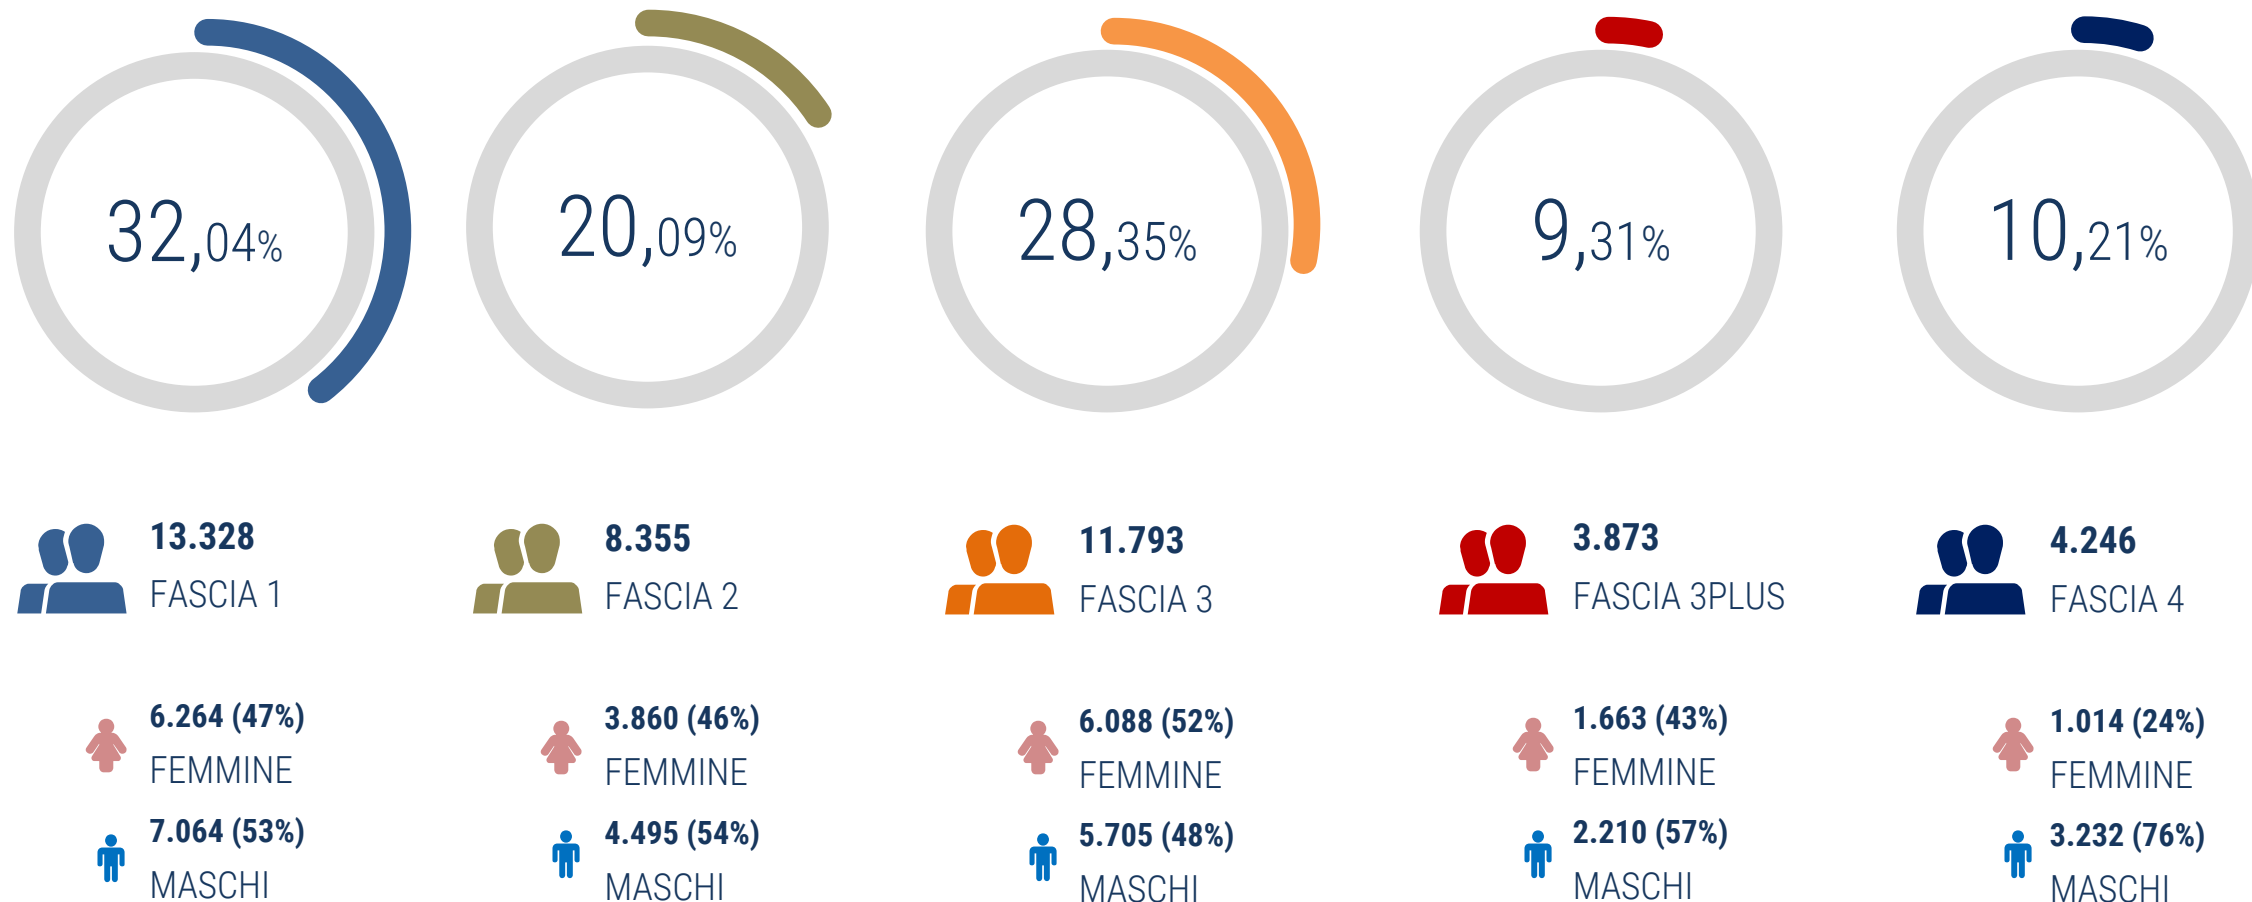 32,04%
20,09%
28,35%
9,31%
10,21%
13.328
FASCIA 1
8.355
FASCIA 2
11.793
FASCIA 3
3.873
FASCIA 3PLUS
4.246
FASCIA 4
6.264 (47%)
FEMMINE
3.860 (46%)
FEMMINE
6.088 (52%)
FEMMINE
1.663 (43%)
FEMMINE
1.014 (24%)
FEMMINE
7.064 (53%)
MASCHI
4.495 (54%)
MASCHI
5.705 (48%)
MASCHI
2.210 (57%)
MASCHI
3.232 (76%)
MASCHI